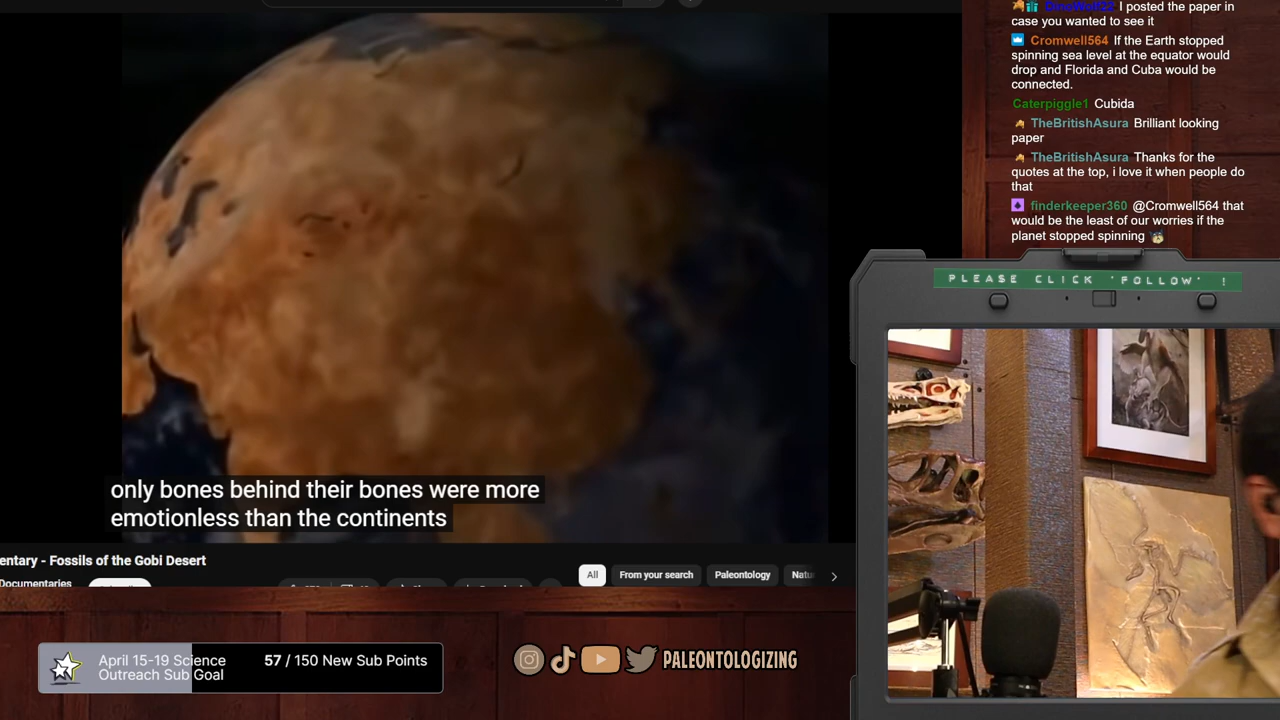 I posted the paper in
case you wanted to see it
Cromwell564 If the Earth stopped
spinning sea level at the equator would
drop and Florida and Cuba would be
connected.
Caterpiggle1 Cubida
TheBritishAsura Brilliant looking
paper
TheBritishAsura Thanks for the
quotes at the top, i love it when people do
that
finderkeeper360 @Cromwell564 that
would be the least of our worries if the
planet stopped spinning
PLEASE CLICK 'FOLLOW' !
only bones behind their bones were more
emotionless than the continents
entary - Fossils of the Gobi Desert
Documentaries
All From your search Paleontology Natu
April 15-19 Science
Outreach Sub Goal
57 / 150 New Sub Points
PALEONTOLOGIZING